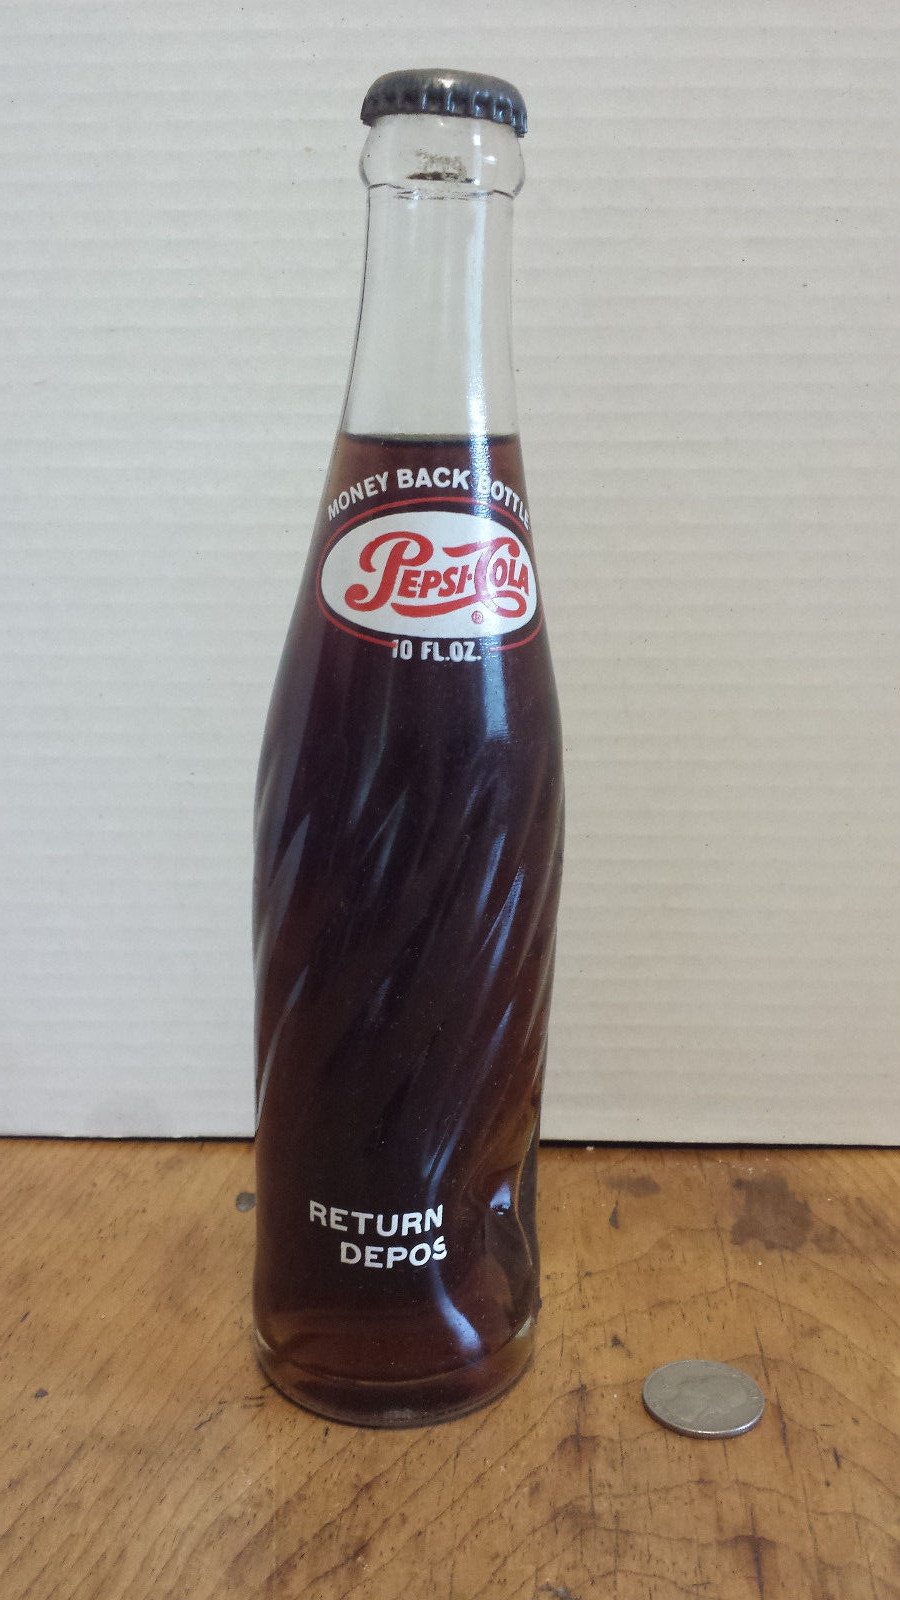 MONEY BACK BOTTLE
PEPSI-COLA
®
10 FL.OZ.
RETURN
DEPOS